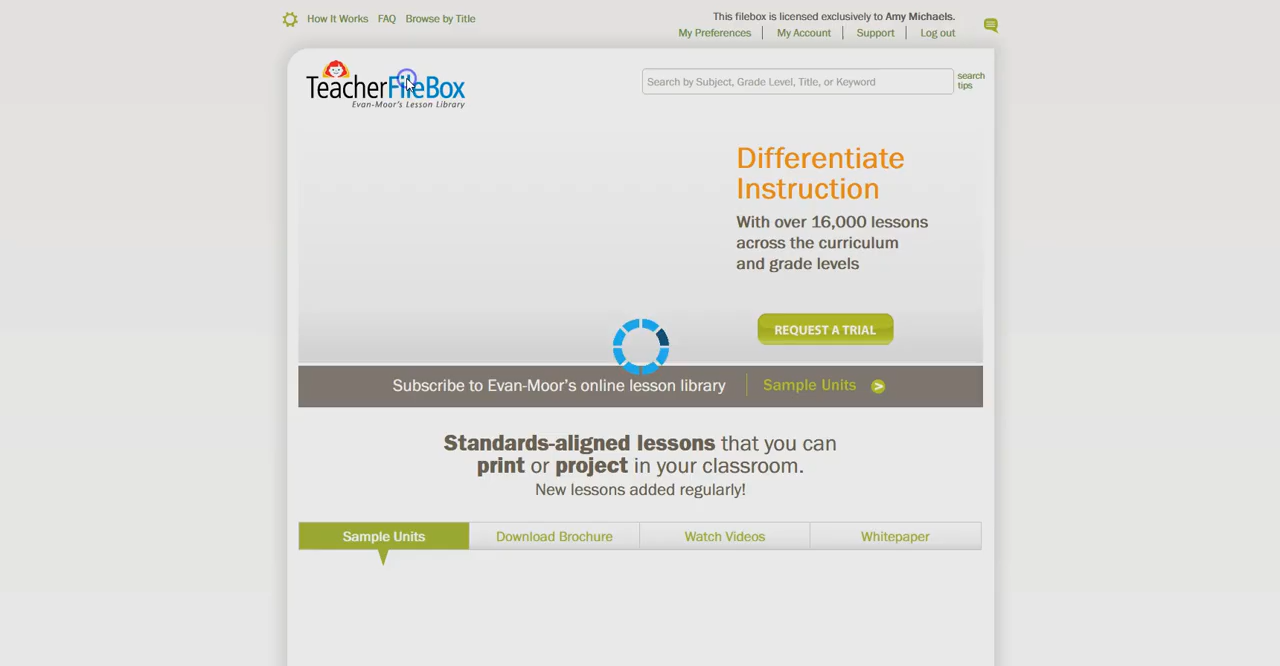 How It Works FAQ Browse by Title
This filebox is licensed exclusively to Amy Michaels.
My Preferences My Account Support Log out
TeacherFileBox
Evan-Moor's Lesson Library
Search by Subject, Grade Level, Title, or Keyword
search
tips
Differentiate
Instruction
With over 16,000 lessons
across the curriculum
and grade levels
REQUEST A TRIAL
Subscribe to Evan-Moor's online lesson library Sample Units >
Standards-aligned lessons that you can
print or project in your classroom.
New lessons added regularly!
Sample Units Download Brochure Watch Videos Whitepaper